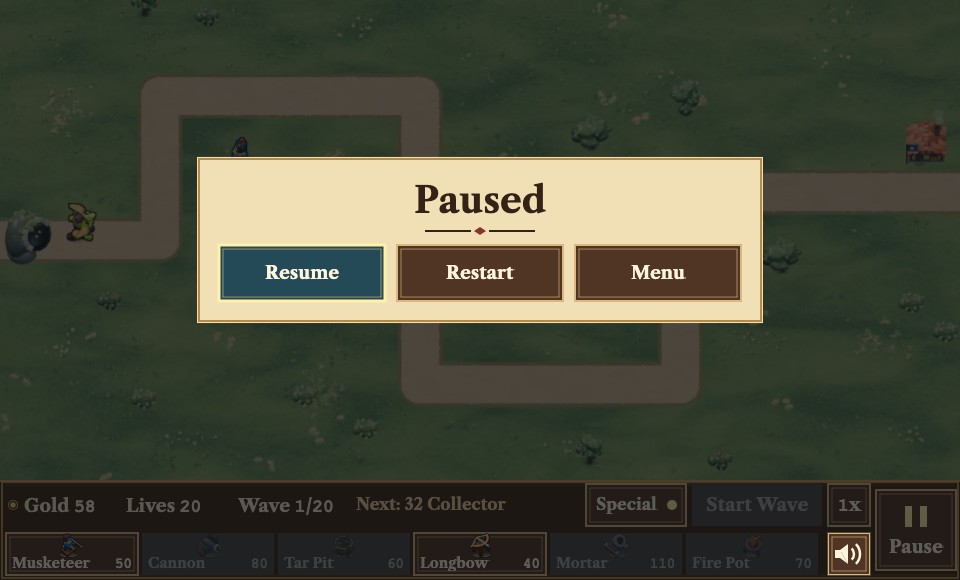 Paused
Resume Restart Menu
Gold 58 Lives 20 Wave 1/20 Next: 32 Collector Special Start Wave 1x
Pause
Musketeer 50 Cannon 80 Tar Pit 60 Longbow 40 Mortar 110 Fire Pot 70